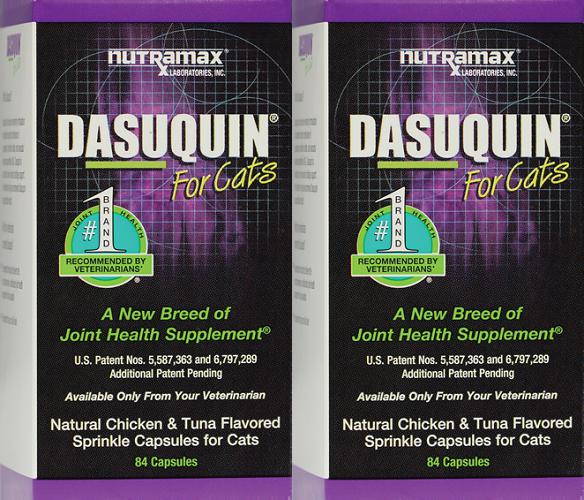 NUTRAMAX®
LABORATORIES, INC.
DASUQUIN®
For Cats
JOINT HEALTH
#1
BRAND
RECOMMENDED BY
VETERINARIANS*
®
A New Breed of
Joint Health Supplement®
U.S. Patent Nos. 5,587,363 and 6,797,289
Additional Patent Pending
Available Only From Your Veterinarian
Natural Chicken & Tuna Flavored
Sprinkle Capsules for Cats
84 Capsules
NUTRAMAX®
LABORATORIES, INC.
DASUQUIN®
For Cats
JOINT HEALTH
#1
BRAND
RECOMMENDED BY
VETERINARIANS*
®
A New Breed of
Joint Health Supplement®
U.S. Patent Nos. 5,587,363 and 6,797,289
Additional Patent Pending
Available Only From Your Veterinarian
Natural Chicken & Tuna Flavored
Sprinkle Capsules for Cats
84 Capsules